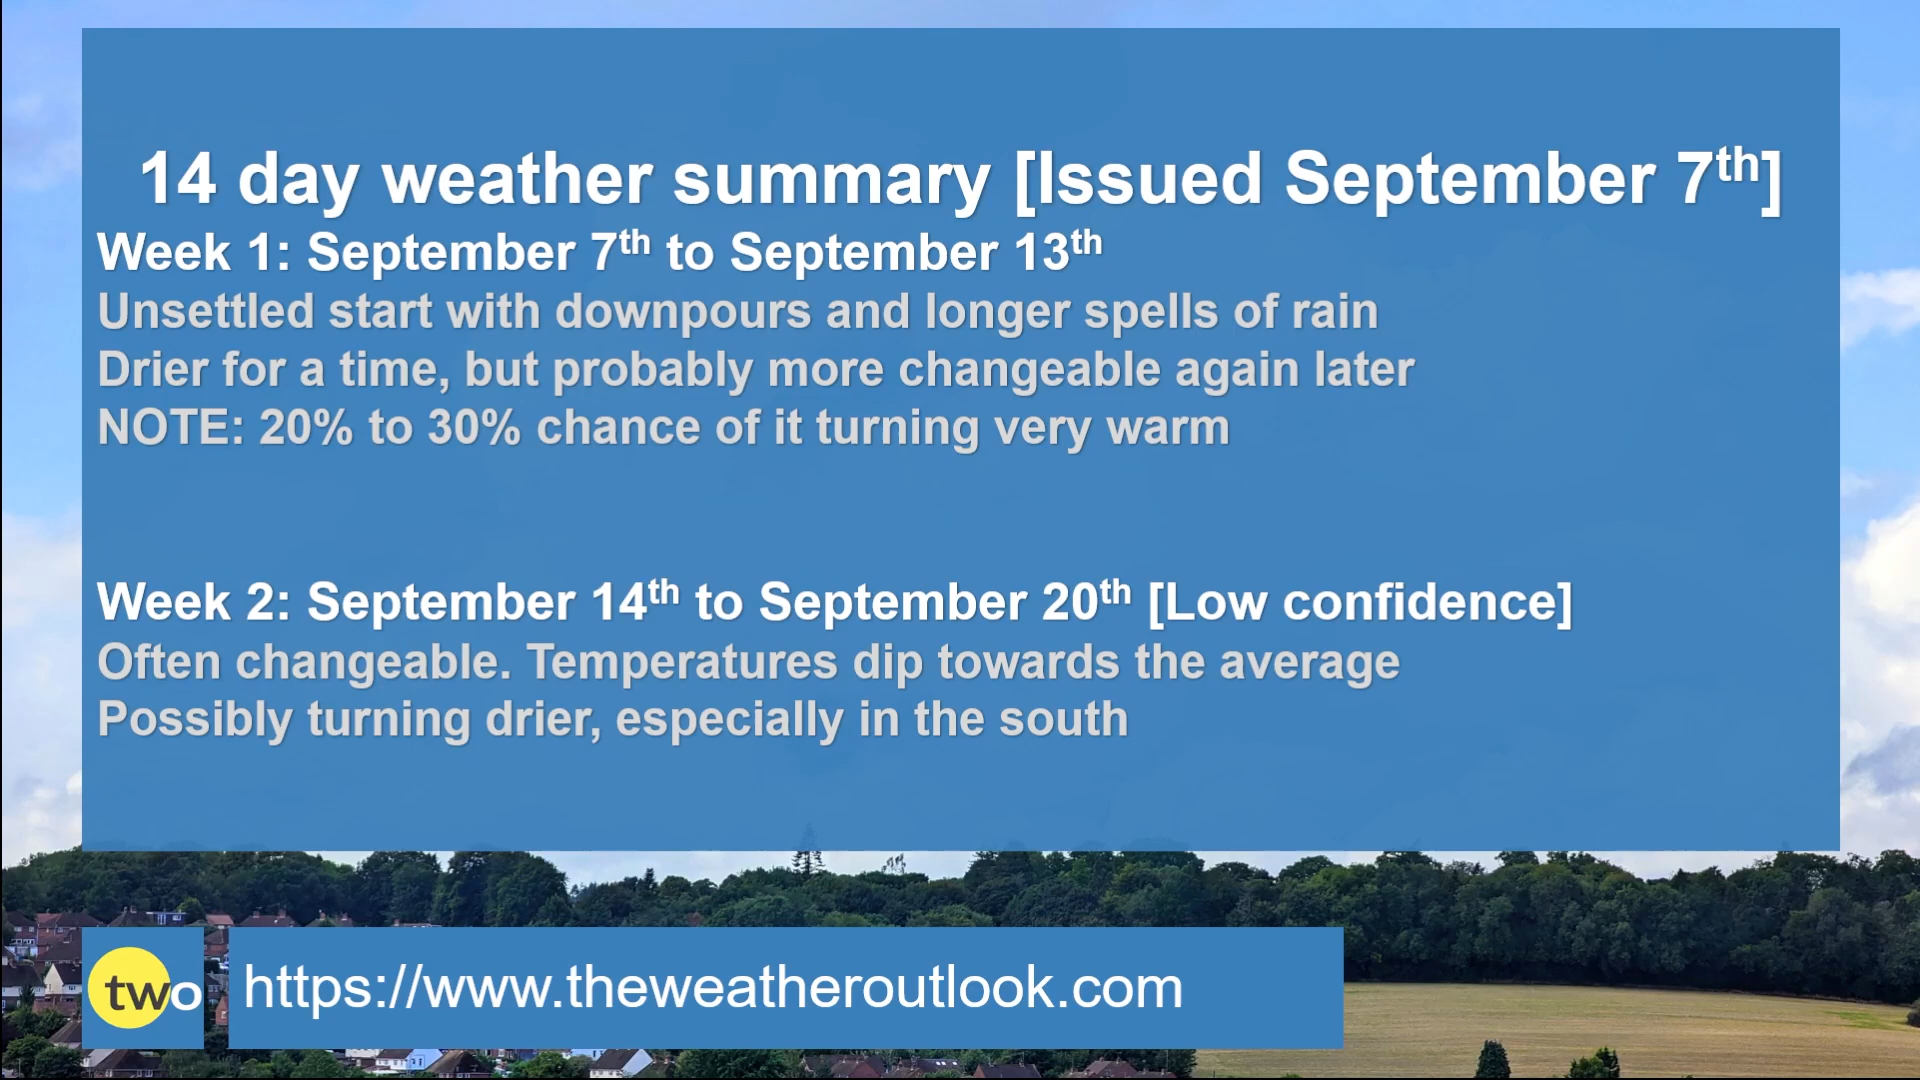 14 day weather summary [Issued September 7th]
Week 1: September 7th to September 13th
Unsettled start with downpours and longer spells of rain
Drier for a time, but probably more changeable again later
NOTE: 20% to 30% chance of it turning very warm
Week 2: September 14th to September 20th [Low confidence]
Often changeable. Temperatures dip towards the average
Possibly turning drier, especially in the south
two
https://www.theweatheroutlook.com